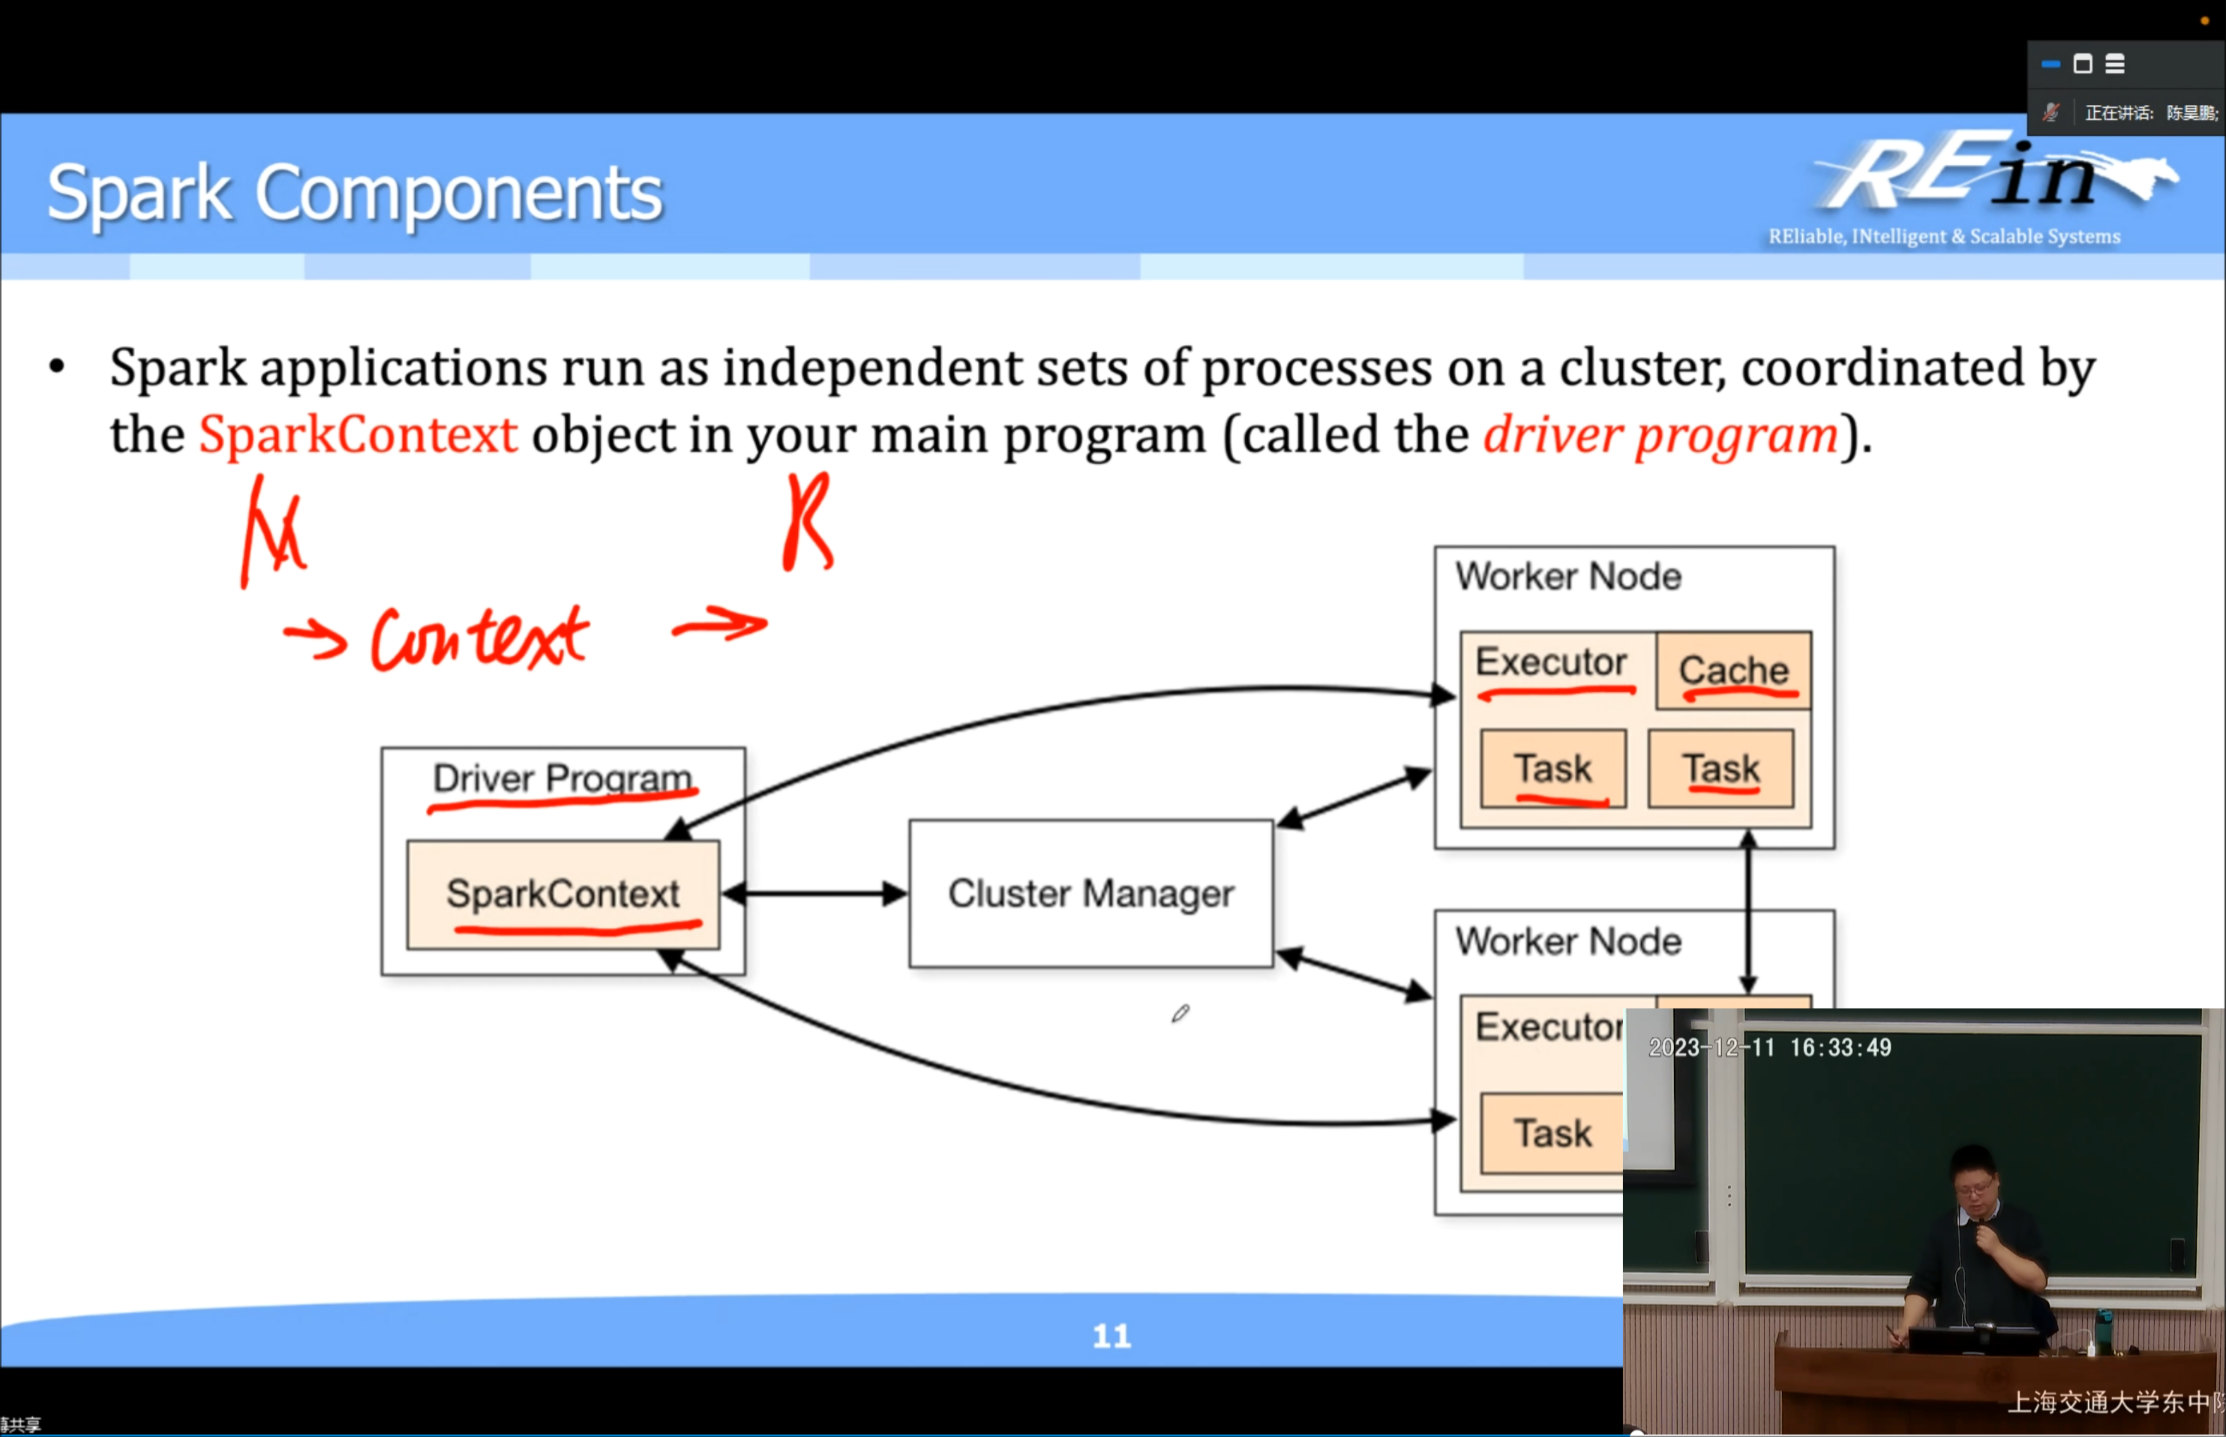 正在讲话: 陈昊鹏;
Spark Components
REin
REliable, INtelligent & Scalable Systems
• Spark applications run as independent sets of processes on a cluster, coordinated by
the SparkContext object in your main program (called the driver program).
M
R
→ Context →
Worker Node
Executor
Cache
Task
Task
Driver Program
SparkContext
Cluster Manager
Worker Node
Executor
Task
2023-12-11 16:33:49
11
上海交通大学东中院
共享